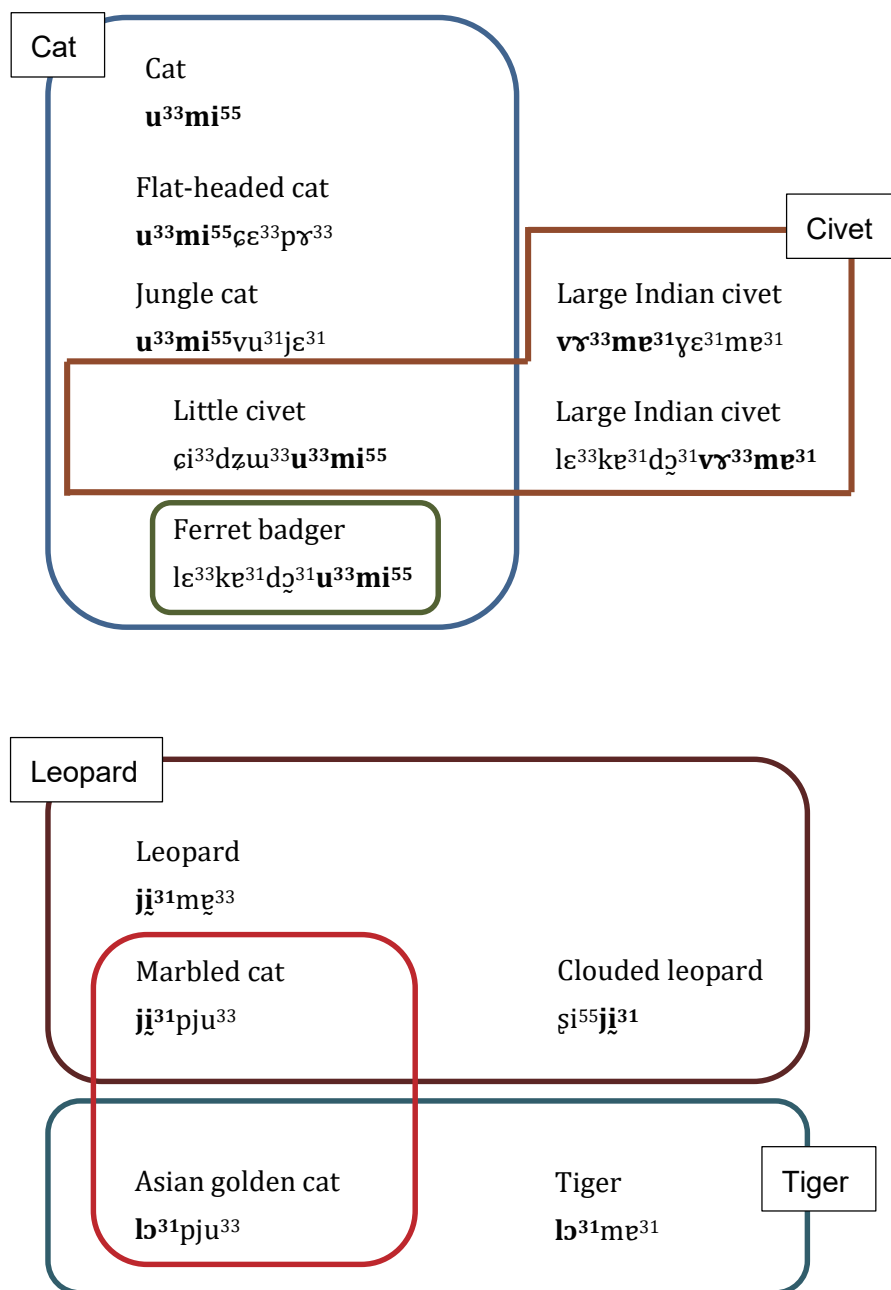 Cat
Cat
u³³mi⁵⁵
Flat-headed cat
u³³mi⁵⁵ɕɛ³³pɤ³³
Civet
Jungle cat
u³³mi⁵⁵vu³¹jɛ³¹
Large Indian civet
vɤ³³mɐ³¹ɣɛ³¹mɐ³¹
Little civet
ɕi³³dʑɯ³³u³³mi⁵⁵
Large Indian civet
lɛ³³kɐ³¹dɔ̰³¹vɤ³³mɐ³¹
Ferret badger
lɛ³³kɐ³¹dɔ̰³¹u³³mi⁵⁵
Leopard
Leopard
jḭ³¹mɐ̰³³
Marbled cat
jḭ³¹pju³³
Clouded leopard
ʂi⁵⁵jḭ³¹
Asian golden cat
lɔ³¹pju³³
Tiger
lɔ³¹mɐ³¹
Tiger